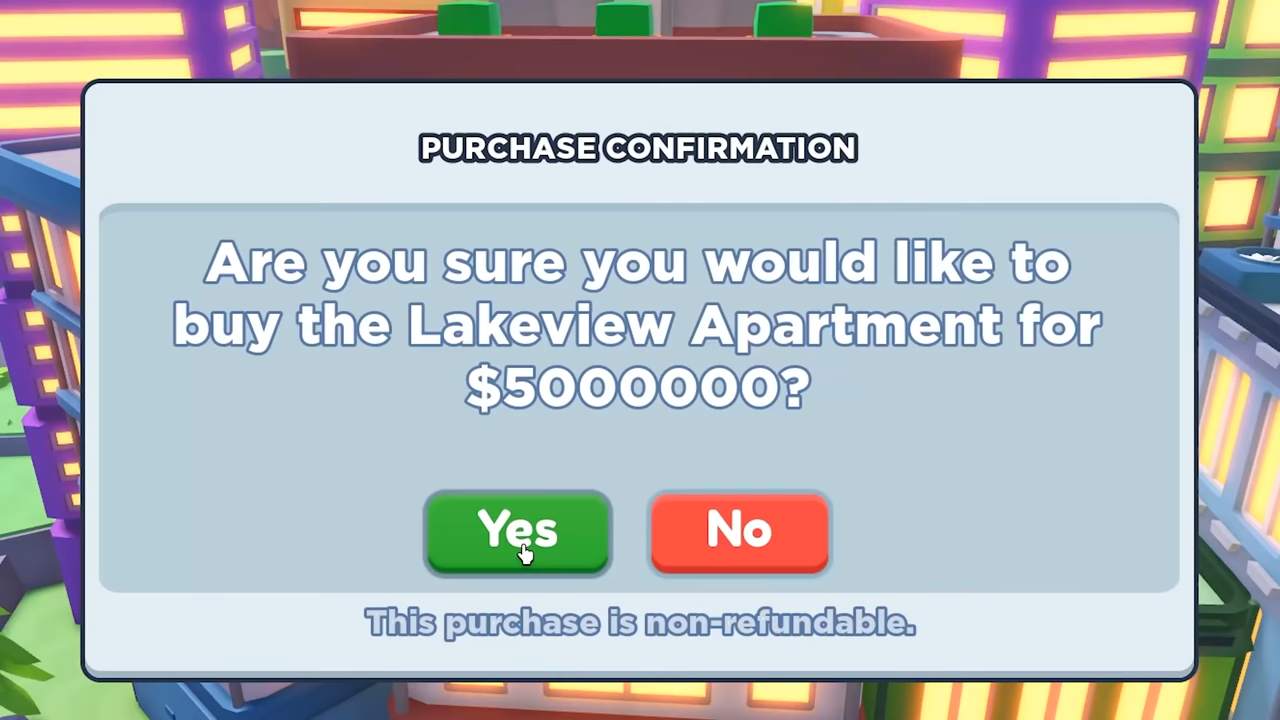 PURCHASE CONFIRMATION
Are you sure you would like to
buy the Lakeview Apartment for
$5000000?
Yes
No
This purchase is non-refundable.